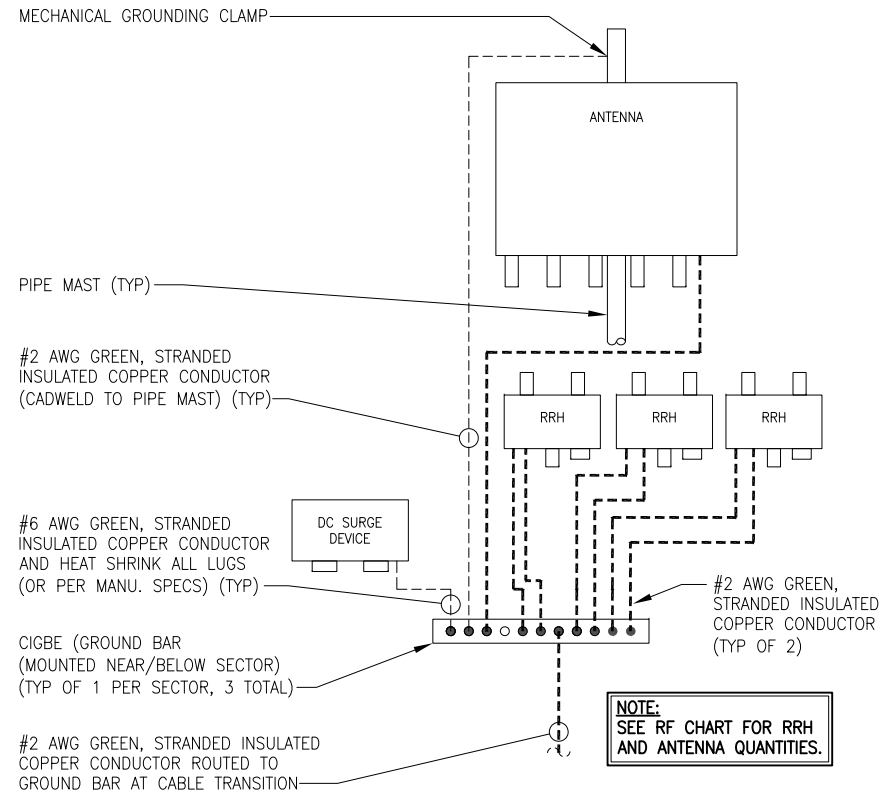 MECHANICAL GROUNDING CLAMP
ANTENNA
PIPE MAST (TYP)
#2 AWG GREEN, STRANDED
INSULATED COPPER CONDUCTOR
(CADWELD TO PIPE MAST) (TYP)
RRH
RRH
RRH
#6 AWG GREEN, STRANDED
INSULATED COPPER CONDUCTOR
AND HEAT SHRINK ALL LUGS
(OR PER MANU. SPECS) (TYP)
DC SURGE
DEVICE
#2 AWG GREEN,
STRANDED INSULATED
COPPER CONDUCTOR
(TYP OF 2)
CIGBE (GROUND BAR
(MOUNTED NEAR/BELOW SECTOR)
(TYP OF 1 PER SECTOR, 3 TOTAL)
NOTE:
SEE RF CHART FOR RRH
AND ANTENNA QUANTITIES.
#2 AWG GREEN, STRANDED INSULATED
COPPER CONDUCTOR ROUTED TO
GROUND BAR AT CABLE TRANSITION